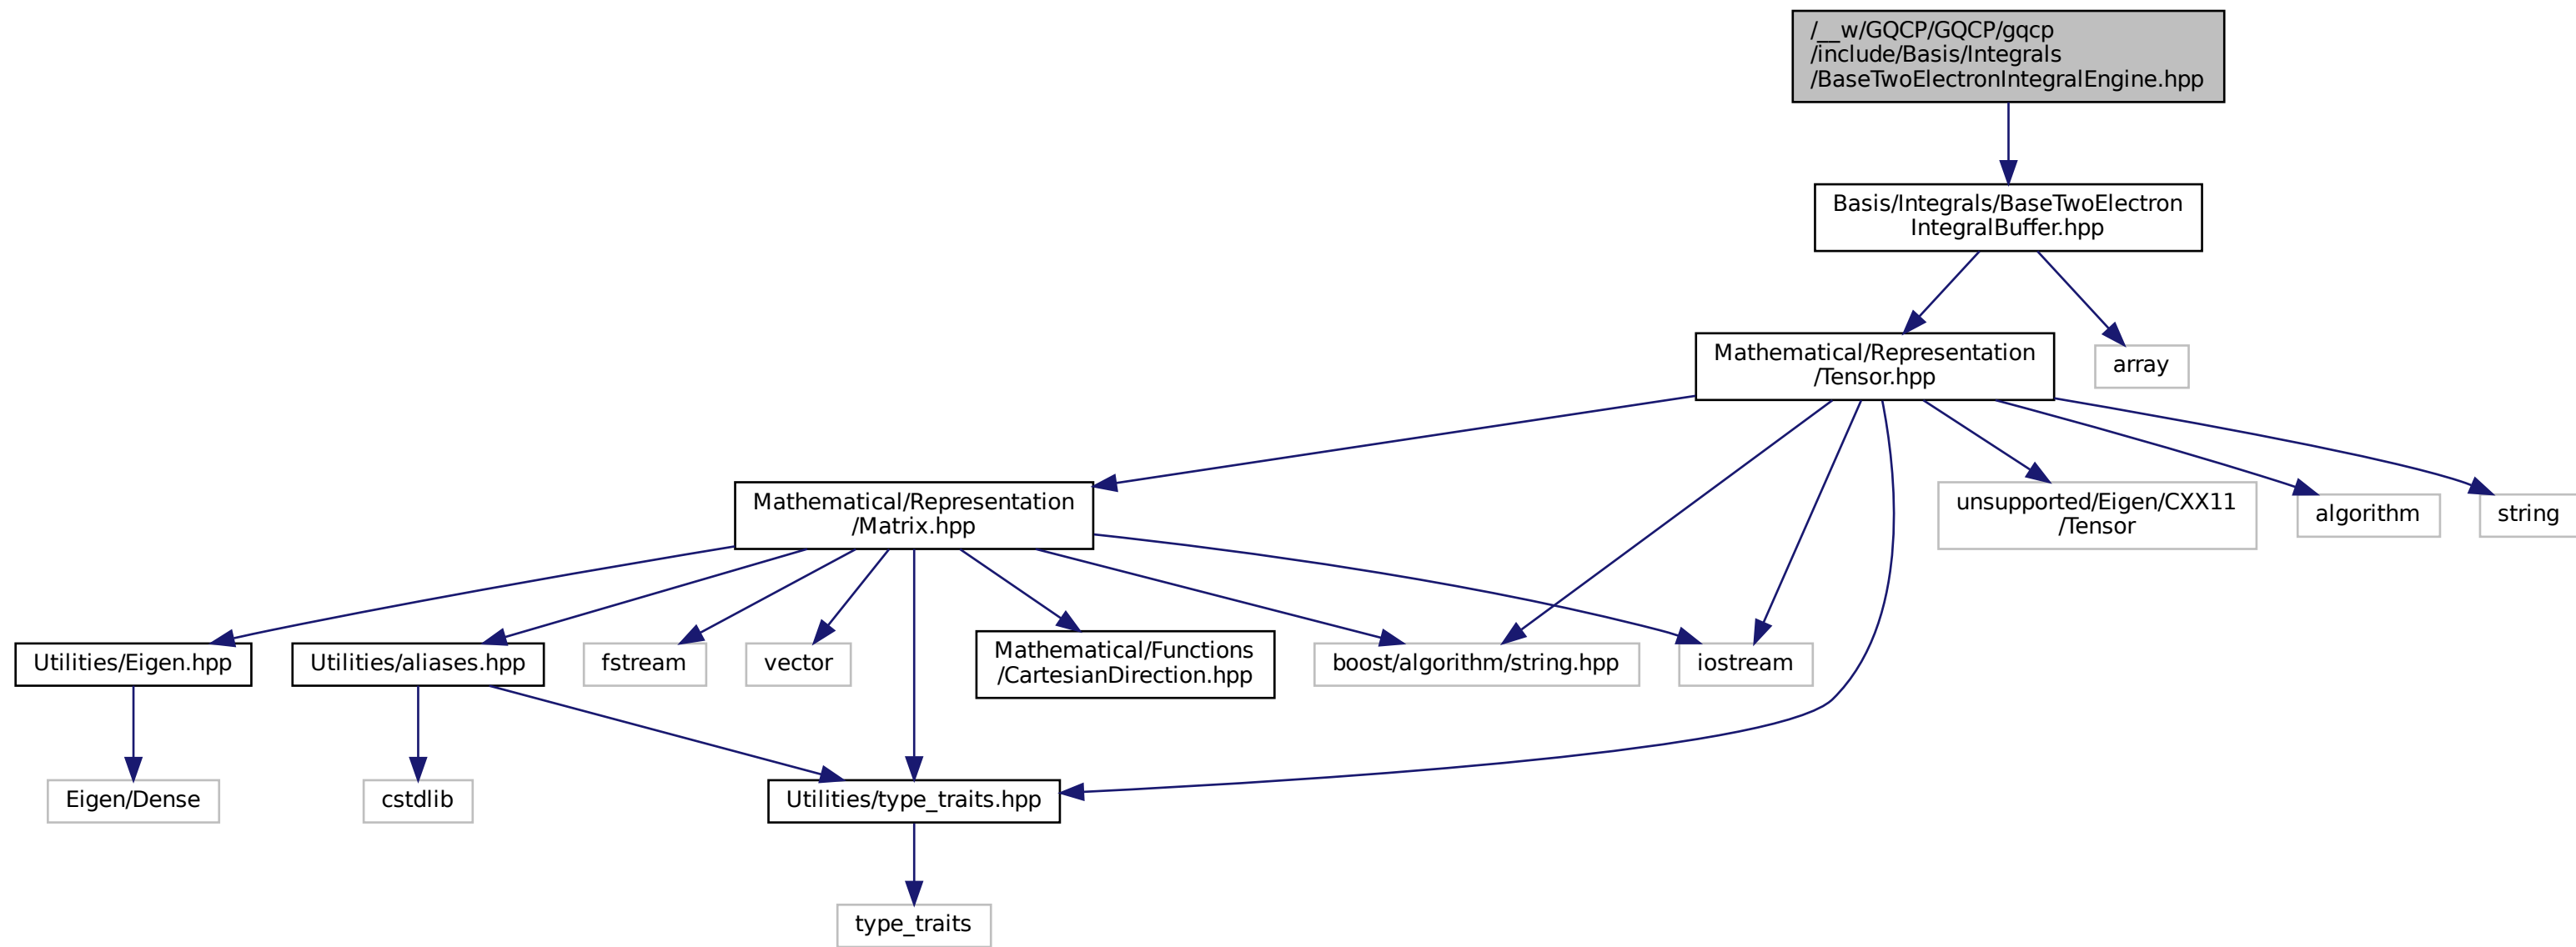 /__w/GQCP/GQCP/gqcp
/include/Basis/Integrals
/BaseTwoElectronIntegralEngine.hpp
Basis/Integrals/BaseTwoElectron
IntegralBuffer.hpp
Mathematical/Representation
/Tensor.hpp
array
Mathematical/Representation
/Matrix.hpp
unsupported/Eigen/CXX11
/Tensor
algorithm
string
Utilities/Eigen.hpp
Utilities/aliases.hpp
fstream
vector
Mathematical/Functions
/CartesianDirection.hpp
boost/algorithm/string.hpp
iostream
Eigen/Dense
cstdlib
Utilities/type_traits.hpp
type_traits